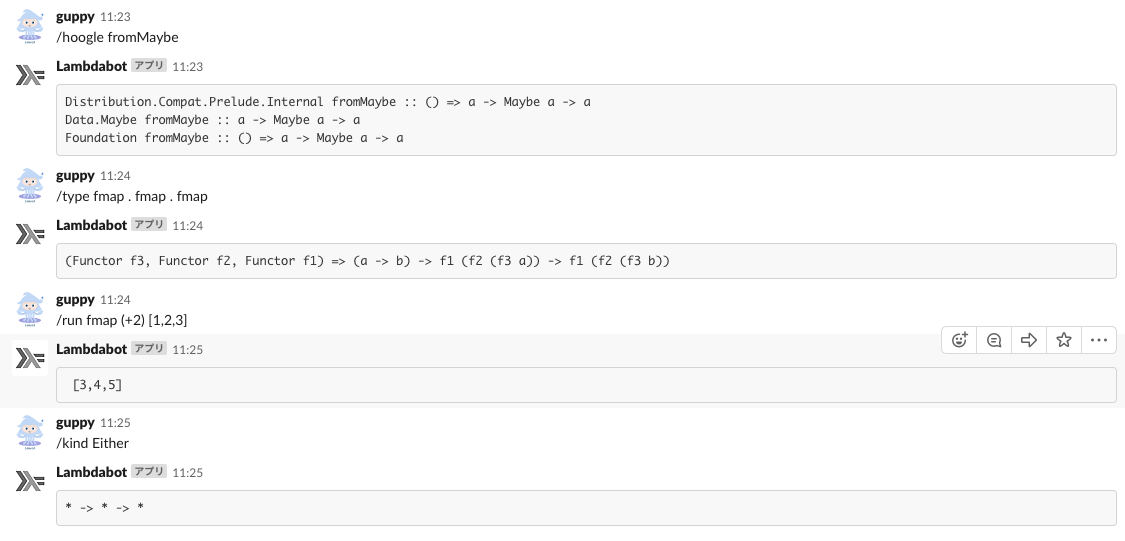 guppy 11:23
/hoogle fromMaybe
Lambdabot アプリ 11:23
Distribution.Compat.Prelude.Internal fromMaybe :: () => a -> Maybe a -> a
Data.Maybe fromMaybe :: a -> Maybe a -> a
Foundation fromMaybe :: () => a -> Maybe a -> a
guppy 11:24
/type fmap . fmap . fmap
Lambdabot アプリ 11:24
(Functor f3, Functor f2, Functor f1) => (a -> b) -> f1 (f2 (f3 a)) -> f1 (f2 (f3 b))
guppy 11:24
/run fmap (+2) [1,2,3]
Lambdabot アプリ 11:25
[3,4,5]
guppy 11:25
/kind Either
Lambdabot アプリ 11:25
* -> * -> *